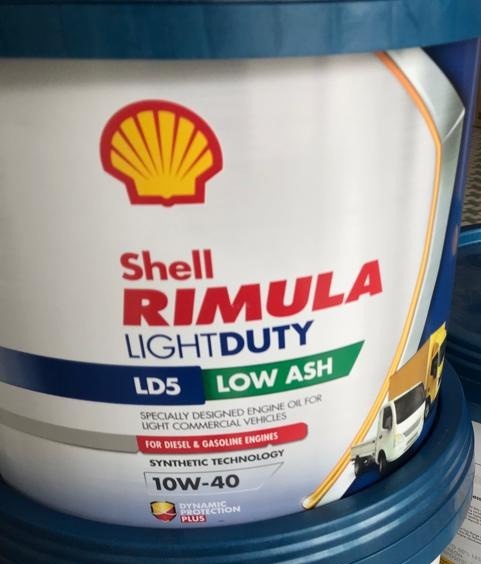 Shell
RIMULA
LIGHTDUTY
LD5 LOW ASH
SPECIALLY DESIGNED ENGINE OIL FOR
LIGHT COMMERCIAL VEHICLES
FOR DIESEL & GASOLINE ENGINES
SYNTHETIC TECHNOLOGY
10W-40
DYNAMIC
PROTECTION
PLUS